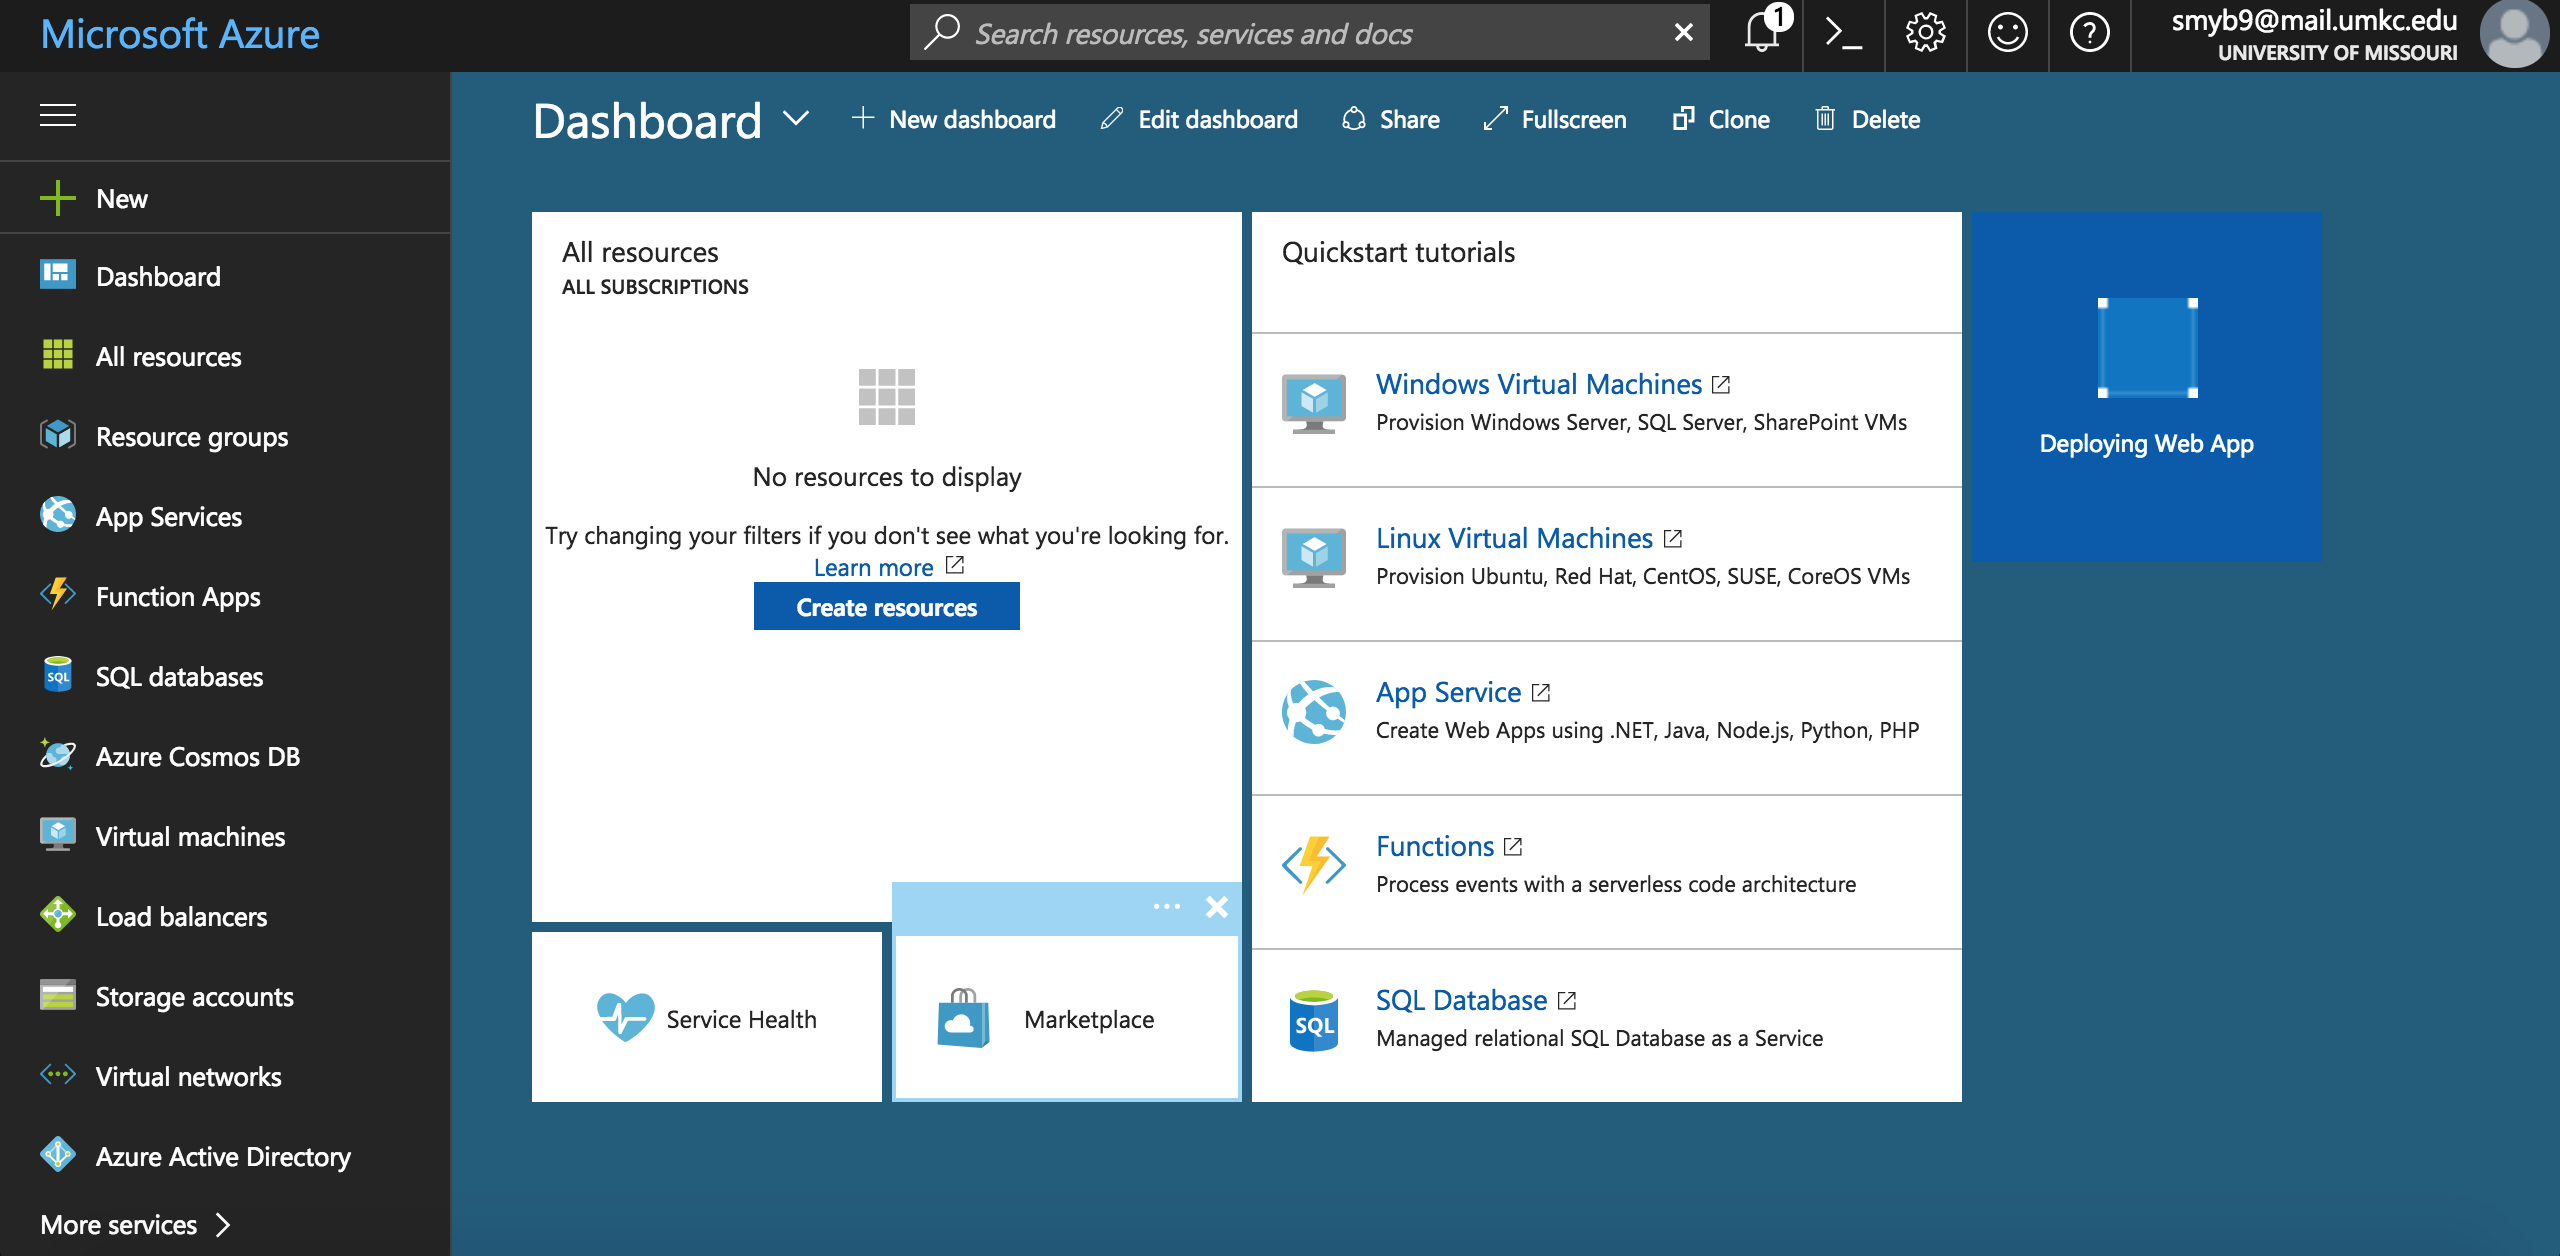 Microsoft Azure
Search resources, services and docs
1
smyb9@mail.umkc.edu
UNIVERSITY OF MISSOURI
New
Dashboard
All resources
Resource groups
App Services
Function Apps
SQL databases
SQL
Azure Cosmos DB
Virtual machines
Load balancers
Storage accounts
Virtual networks
Azure Active Directory
More services
Dashboard
New dashboard
Edit dashboard
Share
Fullscreen
Clone
Delete
All resources
ALL SUBSCRIPTIONS
No resources to display
Try changing your filters if you don't see what you're looking for.
Learn more
Create resources
Service Health
Marketplace
Quickstart tutorials
Windows Virtual Machines
Provision Windows Server, SQL Server, SharePoint VMs
Linux Virtual Machines
Provision Ubuntu, Red Hat, CentOS, SUSE, CoreOS VMs
App Service
Create Web Apps using .NET, Java, Node.js, Python, PHP
Functions
Process events with a serverless code architecture
SQL
SQL Database
Managed relational SQL Database as a Service
Deploying Web App